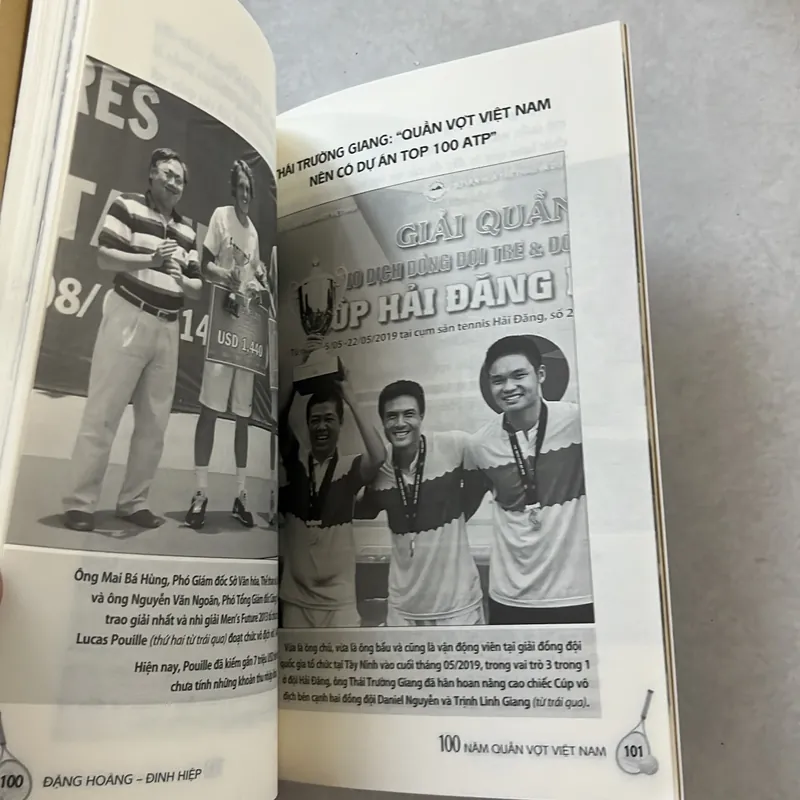 RES
TA
08/
14
USD 1,440
Ông Mai Bá Hùng, Phó Giám đốc Sở Văn hóa, Thể
và ông Nguyễn Văn Ngoãn, Phó Tổng Giám đốc
trao giải nhất và nhì giải Men's Future
Lucas Pouille (thứ hai từ trái qua) đoạt chức vô địch
Hiện nay, Pouille đã kiếm gần 7 triệu
chưa tính những khoản thu nhập
100 ĐẶNG HOÀNG – ĐINH HIỆP
THÁI TRƯỜNG GIANG: “QUẦN VỢT VIỆT NAM
NÊN CÓ DỰ ÁN TOP 100 ATP”
GIẢI QUẦN
ĐỊCH ĐỒNG ĐỘI TRẺ &
CÚP HẢI ĐĂNG
5/05-22/05/2019 tại cụm sân tennis Hải Đăng, số 2
Vừa là ông chủ, vừa là ông bầu và cũng là vận động viên tại giải đồng đội
quốc gia tổ chức tại Tây Ninh vào cuối tháng 05/2019, trong vai trò 3 trong 1
ở đội Hải Đăng, ông Thái Trường Giang đã hân hoan nâng cao chiếc Cúp vô
địch bên cạnh hai đồng đội Daniel Nguyễn và Trịnh Linh Giang (từ trái qua).
100 NĂM QUẦN VỢT VIỆT NAM 101